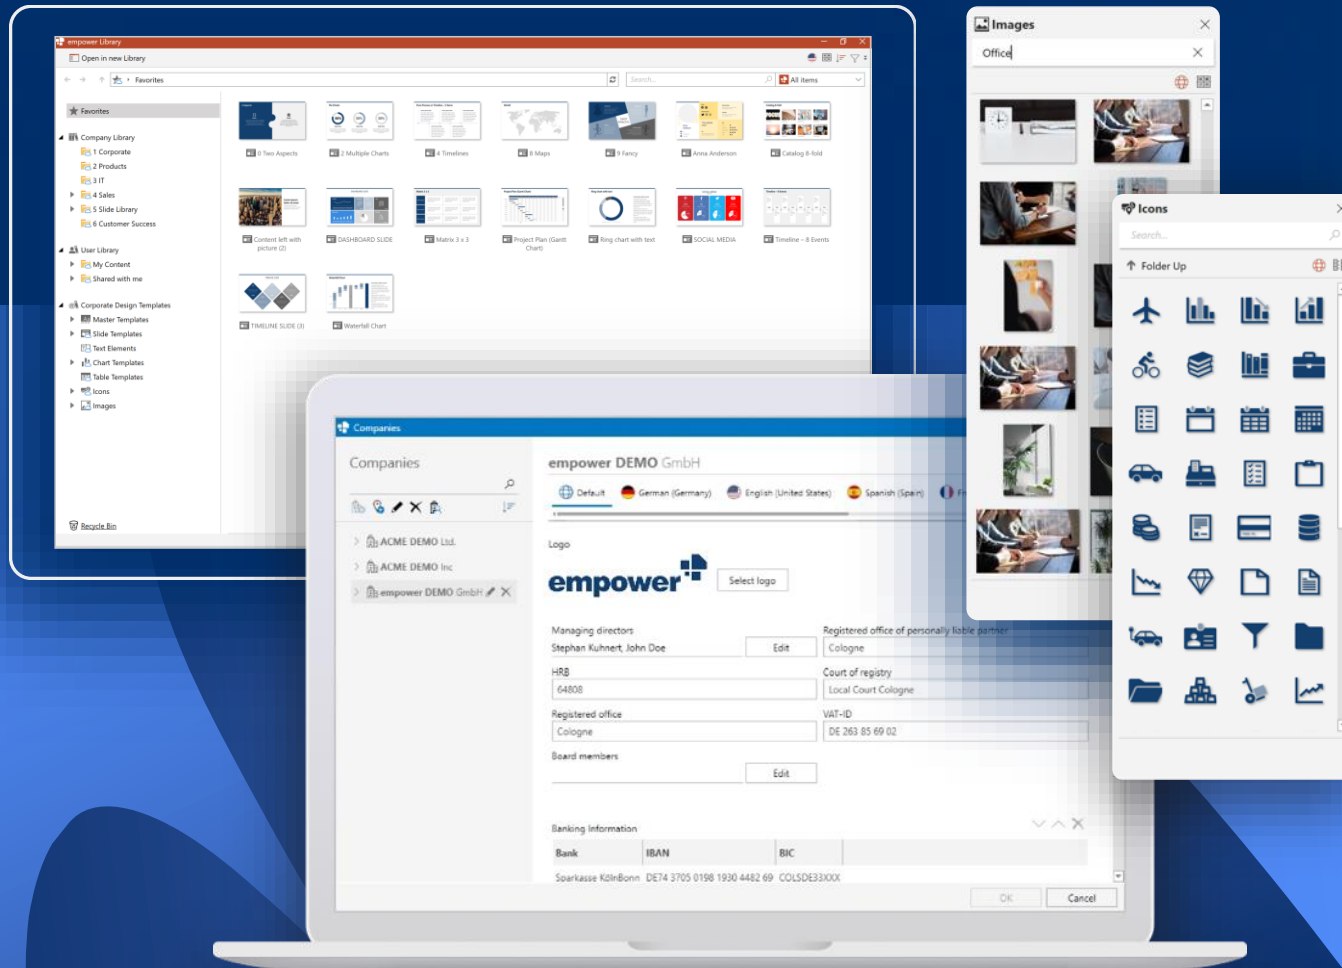 empower Library
Open in new Library
Favorites
Search...
All items
Favorites
Company Library
1 Corporate
2 Products
3 IT
4 Sales
5 Slide Library
6 Customer Success
User Library
My Content
Shared with me
Corporate Design Templates
Master Templates
Slide Templates
Text Elements
Chart Templates
Table Templates
Icons
Images
Recycle Bin
0 Two Aspects
2 Multiple Charts
4 Timelines
8 Maps
9 Fancy
Anna Anderson
Catalog 8-fold
Content left with picture (2)
DASHBOARD SLIDE
Matrix 3 x 3
Project Plan (Gantt Chart)
Ring chart with text
SOCIAL MEDIA
Timeline – 8 Events
TIMELINE SLIDE (3)
Waterfall Chart
Images
Office
Icons
Search...
Folder Up
Companies
Companies
ACME DEMO Ltd.
ACME DEMO Inc
empower DEMO GmbH
empower DEMO GmbH
Default
German (Germany)
English (United States)
Spanish (Spain)
Logo
empower
Select logo
Managing directors
Stephan Kuhnert, John Doe
Edit
Registered office of personally liable partner
Cologne
HRB
64808
Court of registry
Local Court Cologne
Registered office
Cologne
VAT-ID
DE 263 85 69 02
Board members
Edit
Banking Information
Bank IBAN BIC
Sparkasse KölnBonn DE74 3705 0198 1930 4482 69 COLSDE33XXX
OK
Cancel